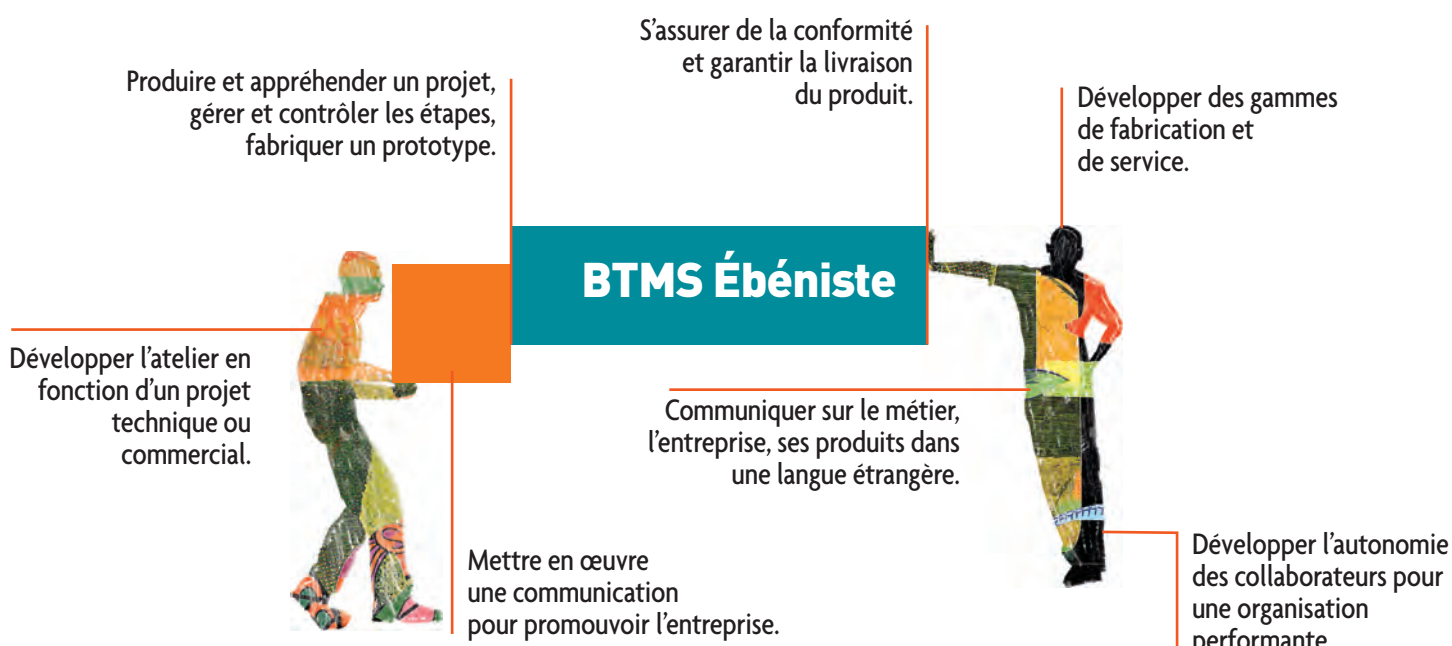 S'assurer de la conformité
et garantir la livraison
du produit.
Produire et appréhender un projet,
gérer et contrôler les étapes,
fabriquer un prototype.
Développer des gammes
de fabrication et
de service.
BTMS Ébéniste
Développer l'atelier en
fonction d'un projet
technique ou
commercial.
Communiquer sur le métier,
l'entreprise, ses produits dans
une langue étrangère.
Mettre en œuvre
une communication
pour promouvoir l'entreprise.
Développer l'autonomie
des collaborateurs pour
une organisation
performante